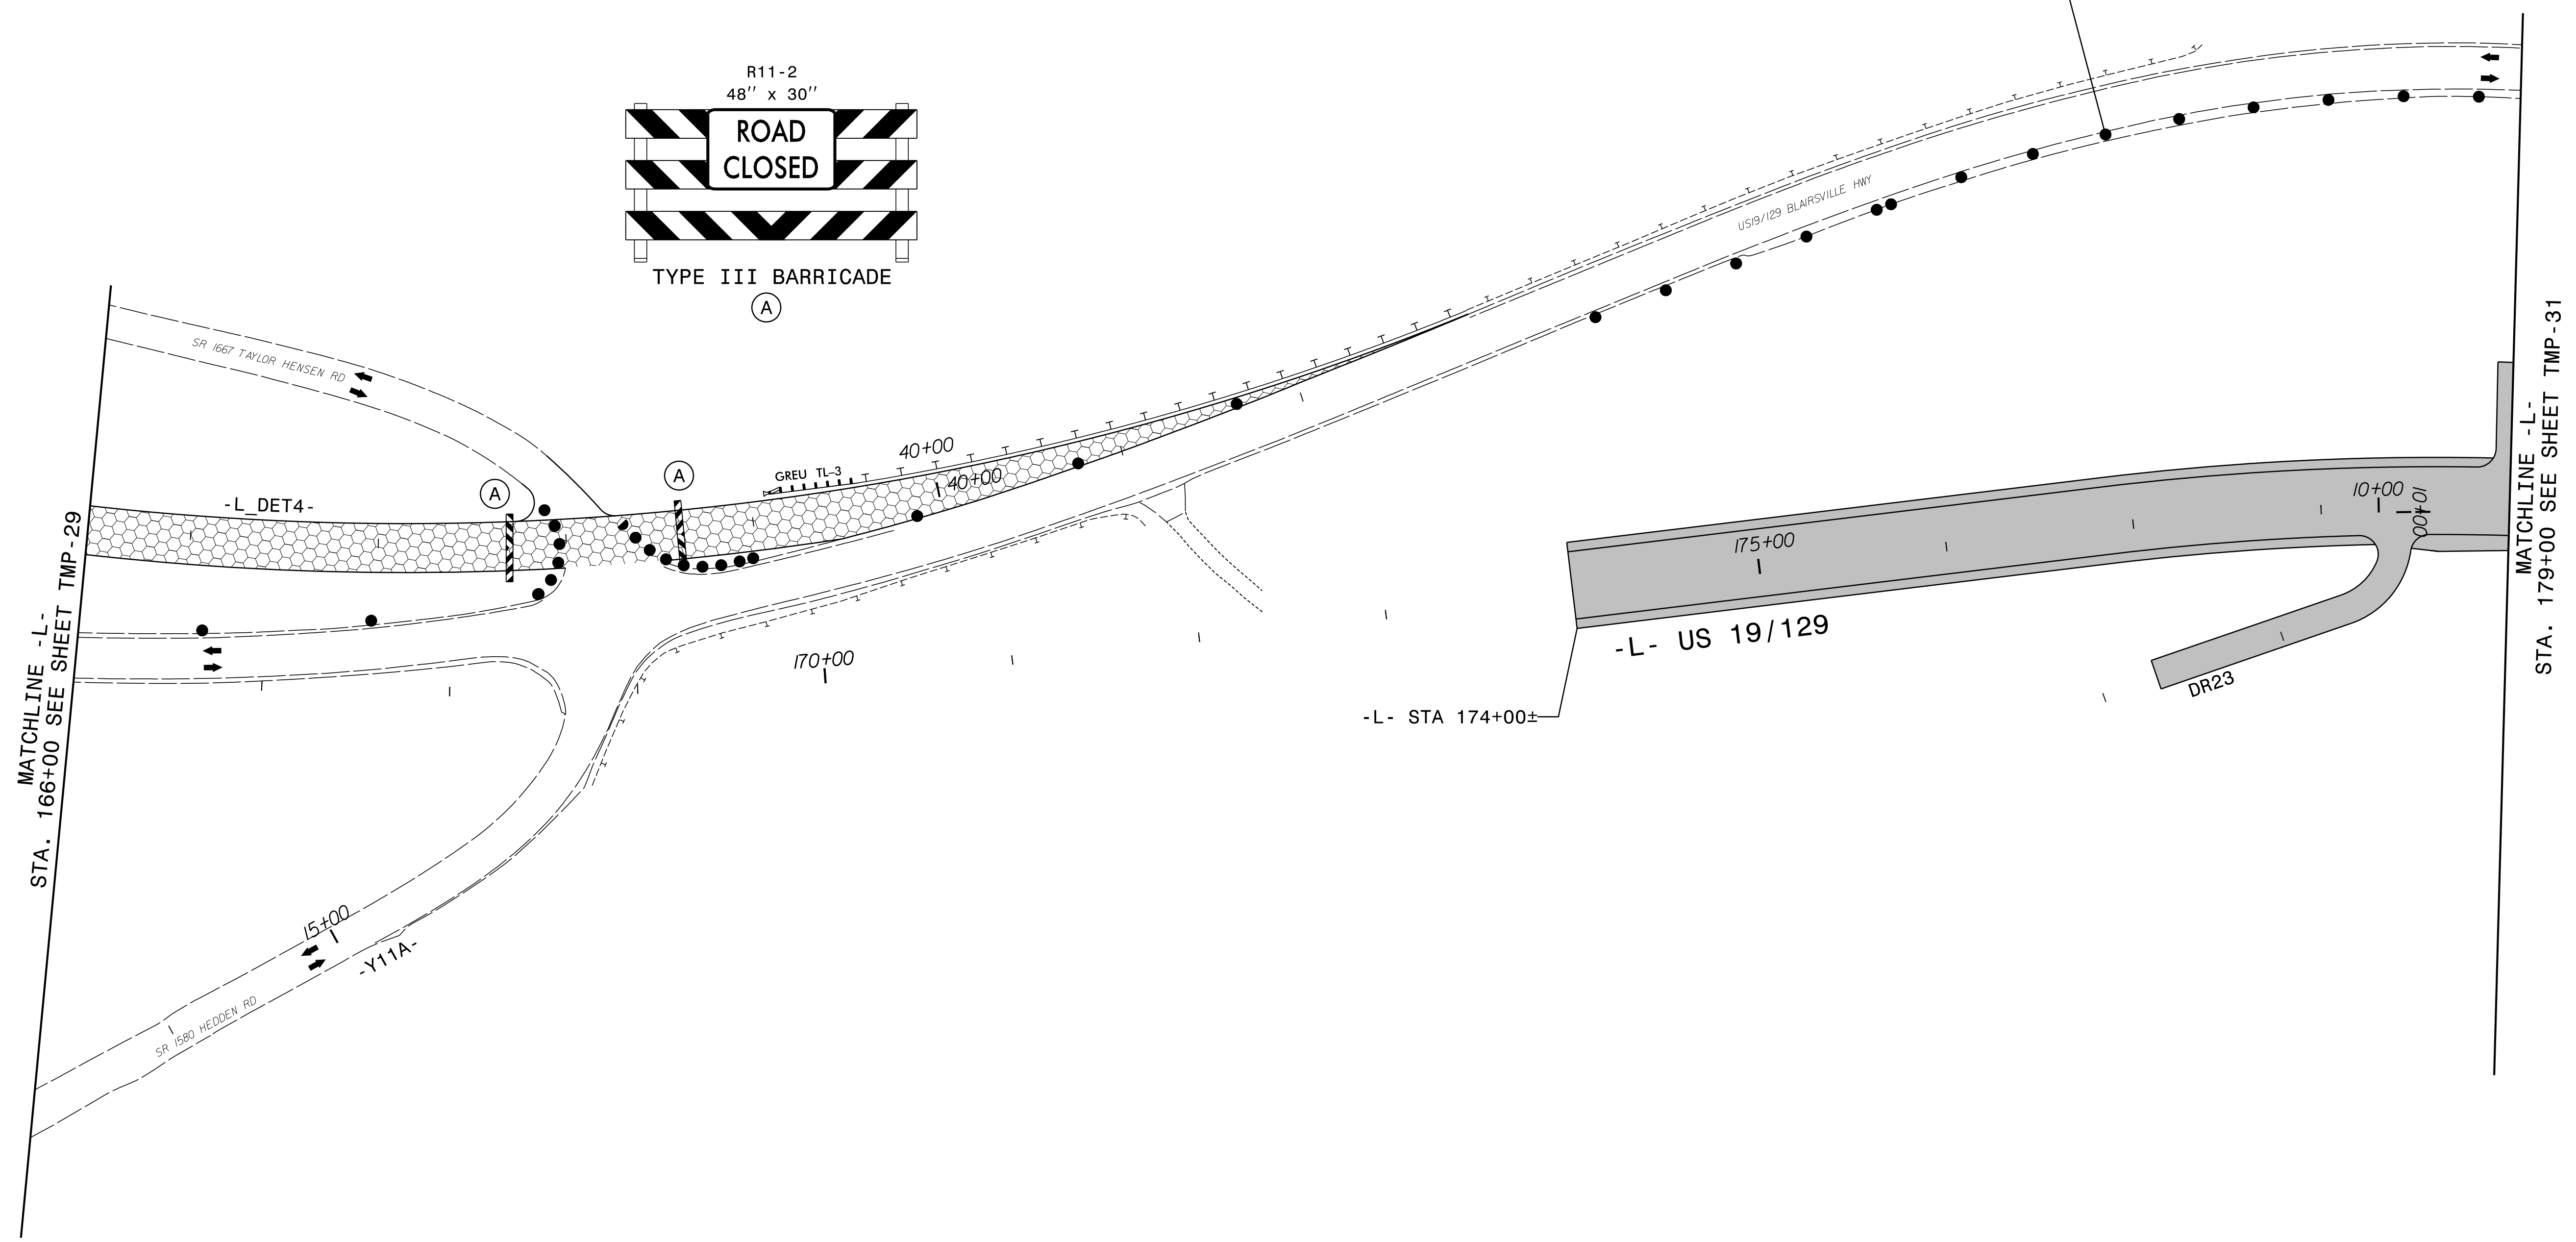 R11-2
48'' x 30''
ROAD
CLOSED
TYPE III BARRICADE
A
US19/129 BLAIRSVILLE HWY
SR 1667 TAYLOR HENSEN RD
-L_DET4-
A
A
GREU TL-3
40+00
40+00
10+00
10+00
175+00
-L- US 19/129
170+00
-L- STA 174+00±
DR23
15+00
-Y11A-
SR 1580 HEDDEN RD
MATCHLINE -L-
STA. 166+00 SEE SHEET TMP-29
MATCHLINE -L-
STA. 179+00 SEE SHEET TMP-31